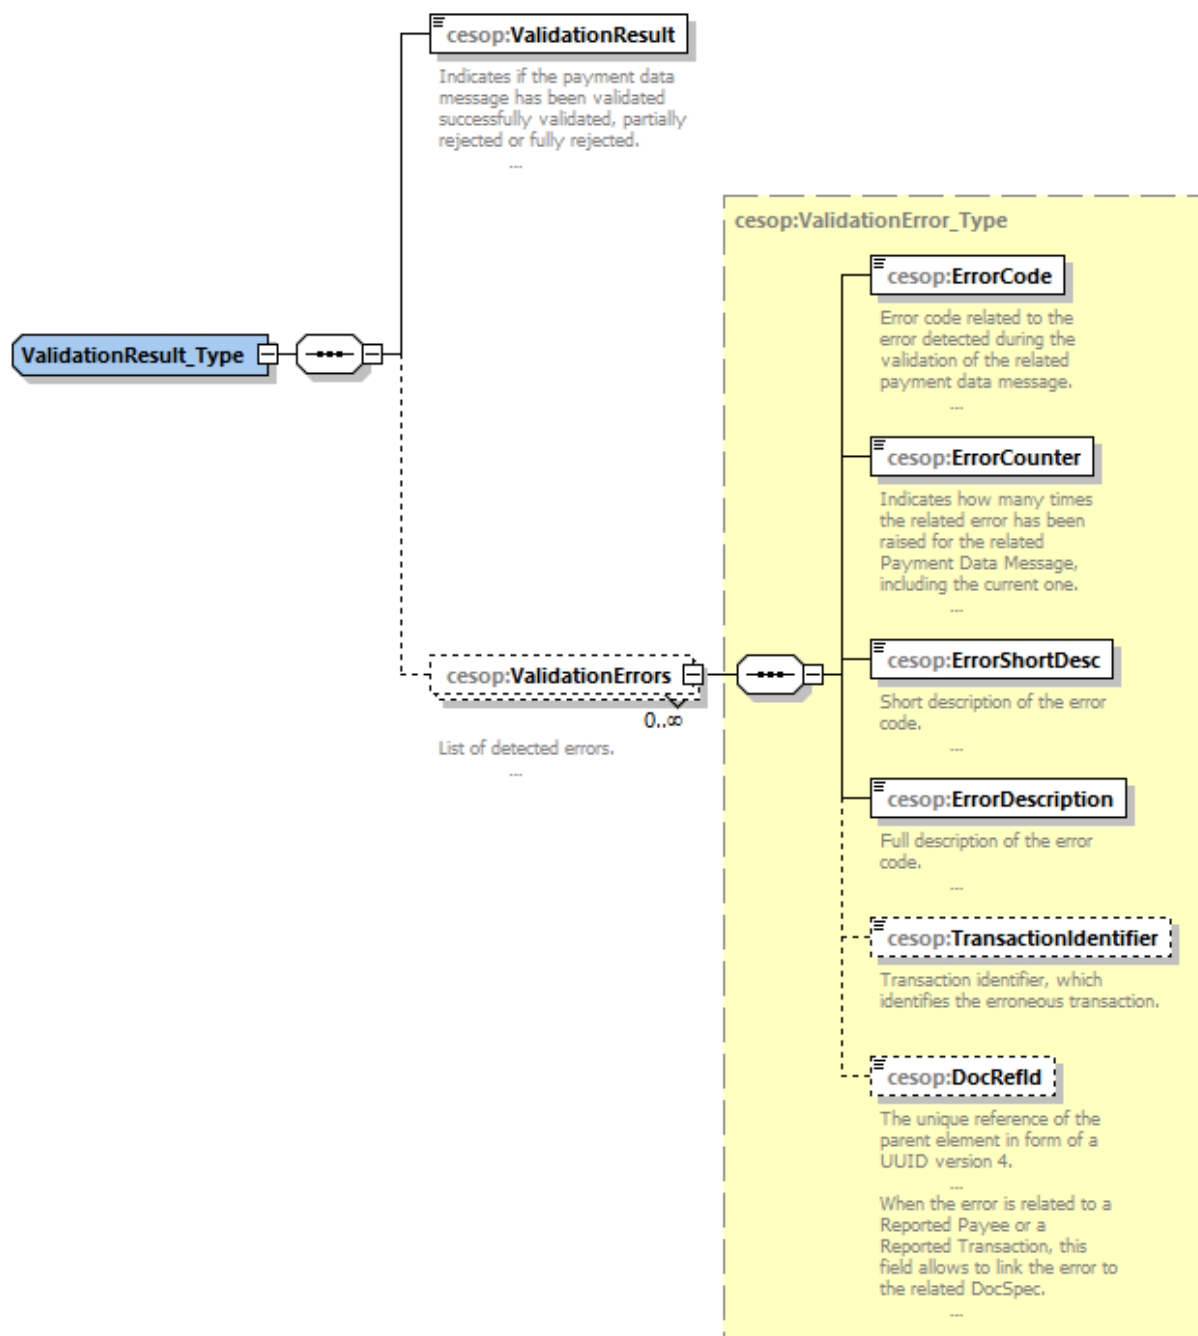 cesop:ValidationResult
Indicates if the payment data
message has been validated
successfully validated, partially
rejected or fully rejected.
...
cesop:ValidationError_Type
cesop:ErrorCode
Error code related to the
error detected during the
validation of the related
payment data message.
...
ValidationResult_Type
cesop:ErrorCounter
Indicates how many times
the related error has been
raised for the related
Payment Data Message,
including the current one.
...
cesop:ValidationErrors
0..∞
List of detected errors.
...
cesop:ErrorShortDesc
Short description of the error
code.
...
cesop:ErrorDescription
Full description of the error
code.
...
cesop:TransactionIdentifier
Transaction identifier, which
identifies the erroneous transaction.
cesop:DocRefId
The unique reference of the
parent element in form of a
UUID version 4.
...
When the error is related to a
Reported Payee or a
Reported Transaction, this
field allows to link the error to
the related DocSpec.
...